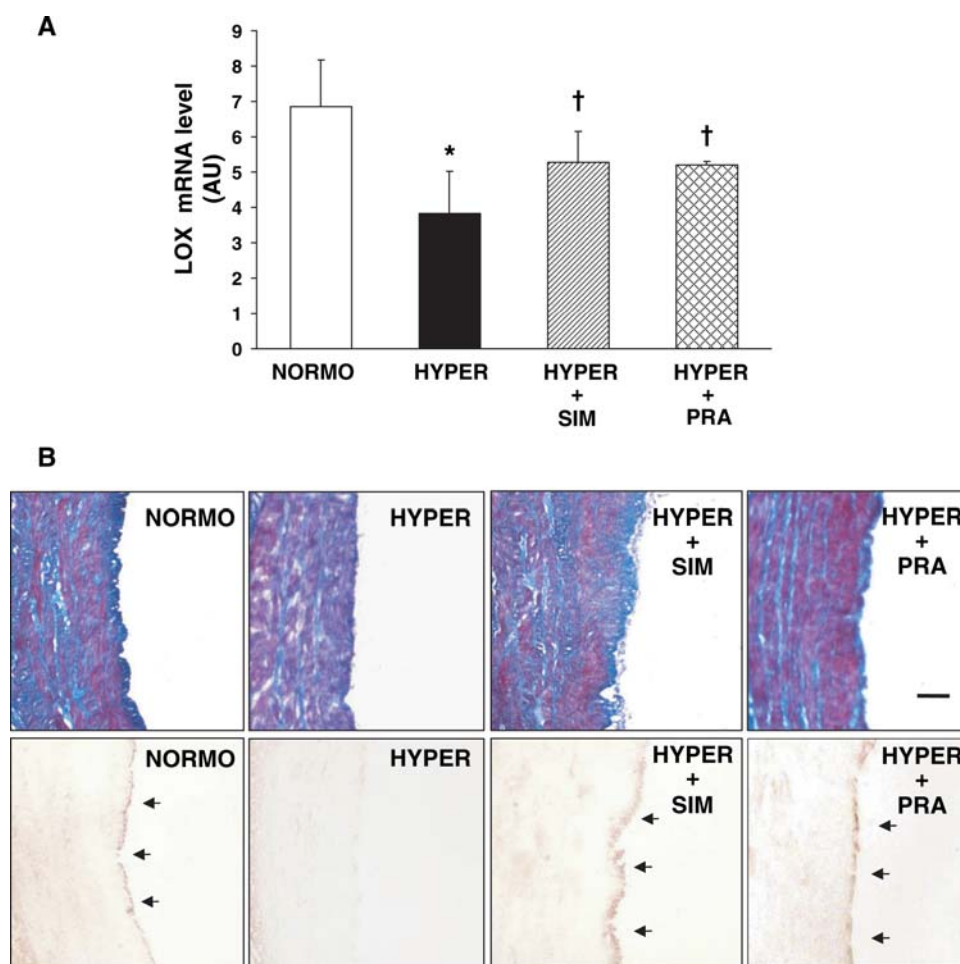 A
LOX mRNA level
(AU)
9
8
7
6
5
4
3
2
1
0
*
†
†
NORMO
HYPER
HYPER
+
SIM
HYPER
+
PRA
B
NORMO
HYPER
HYPER
+
SIM
HYPER
+
PRA
NORMO
HYPER
HYPER
+
SIM
HYPER
+
PRA